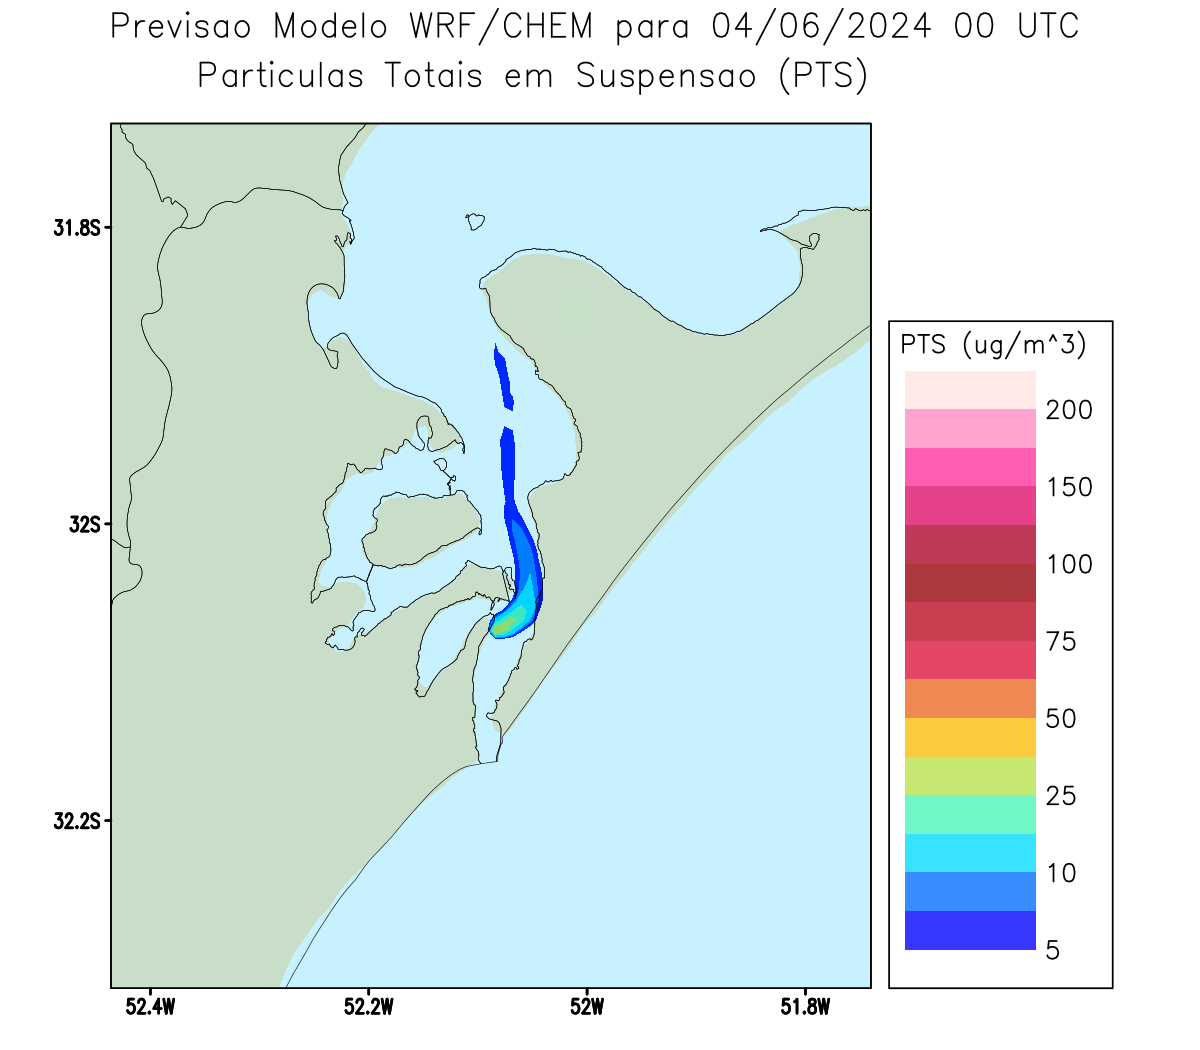 Previsao Modelo WRF/CHEM para 04/06/2024 00 UTC
Particulas Totais em Suspensao (PTS)
31.8S
32S
32.2S
52.4W
52.2W
52W
51.8W
PTS (ug/m^3)
200
150
100
75
50
25
10
5